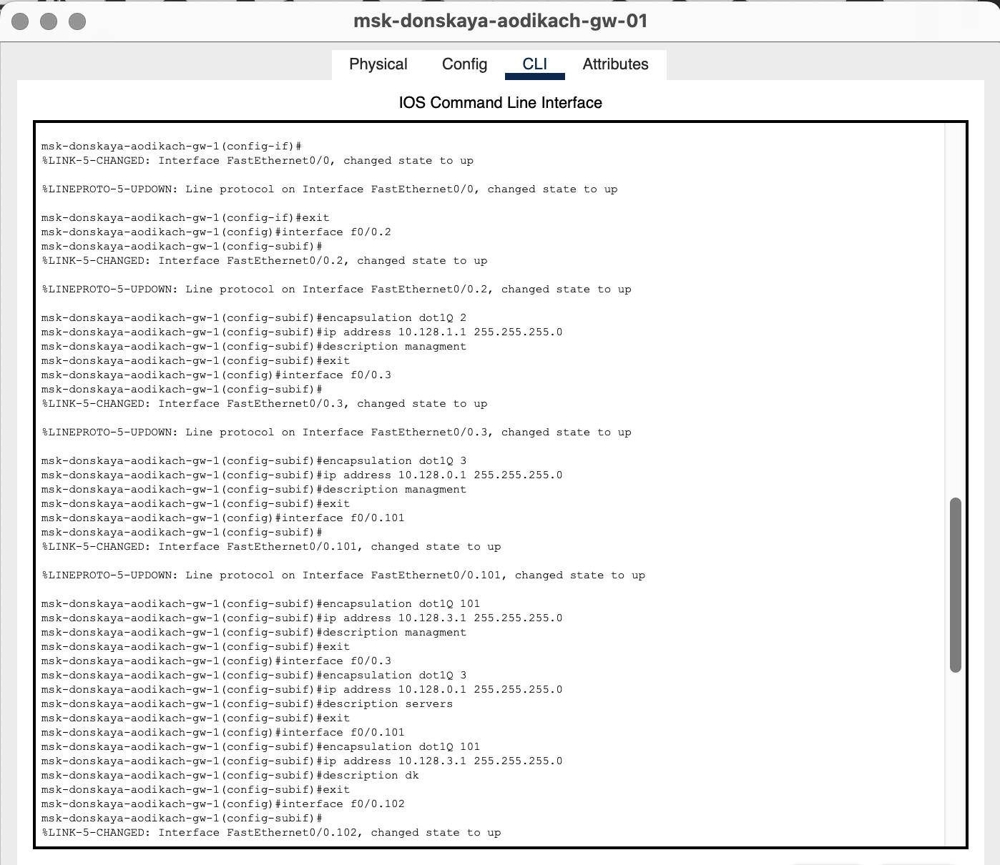 msk-donskaya-aodikach-gw-01
Physical Config CLI Attributes
IOS Command Line Interface
msk-donskaya-aodikach-gw-1(config-if)#
%LINK-5-CHANGED: Interface FastEthernet0/0, changed state to up
%LINEPROTO-5-UPDOWN: Line protocol on Interface FastEthernet0/0, changed state to up
msk-donskaya-aodikach-gw-1(config-if)#exit
msk-donskaya-aodikach-gw-1(config)#interface f0/0.2
msk-donskaya-aodikach-gw-1(config-subif)#
%LINK-5-CHANGED: Interface FastEthernet0/0.2, changed state to up
%LINEPROTO-5-UPDOWN: Line protocol on Interface FastEthernet0/0.2, changed state to up
msk-donskaya-aodikach-gw-1(config-subif)#encapsulation dot1Q 2
msk-donskaya-aodikach-gw-1(config-subif)#ip address 10.128.1.1 255.255.255.0
msk-donskaya-aodikach-gw-1(config-subif)#description managment
msk-donskaya-aodikach-gw-1(config-subif)#exit
msk-donskaya-aodikach-gw-1(config)#interface f0/0.3
msk-donskaya-aodikach-gw-1(config-subif)#
%LINK-5-CHANGED: Interface FastEthernet0/0.3, changed state to up
%LINEPROTO-5-UPDOWN: Line protocol on Interface FastEthernet0/0.3, changed state to up
msk-donskaya-aodikach-gw-1(config-subif)#encapsulation dot1Q 3
msk-donskaya-aodikach-gw-1(config-subif)#ip address 10.128.0.1 255.255.255.0
msk-donskaya-aodikach-gw-1(config-subif)#description managment
msk-donskaya-aodikach-gw-1(config-subif)#exit
msk-donskaya-aodikach-gw-1(config)#interface f0/0.101
msk-donskaya-aodikach-gw-1(config-subif)#
%LINK-5-CHANGED: Interface FastEthernet0/0.101, changed state to up
%LINEPROTO-5-UPDOWN: Line protocol on Interface FastEthernet0/0.101, changed state to up
msk-donskaya-aodikach-gw-1(config-subif)#encapsulation dot1Q 101
msk-donskaya-aodikach-gw-1(config-subif)#ip address 10.128.3.1 255.255.255.0
msk-donskaya-aodikach-gw-1(config-subif)#description managment
msk-donskaya-aodikach-gw-1(config-subif)#exit
msk-donskaya-aodikach-gw-1(config)#interface f0/0.3
msk-donskaya-aodikach-gw-1(config-subif)#encapsulation dot1Q 3
msk-donskaya-aodikach-gw-1(config-subif)#ip address 10.128.0.1 255.255.255.0
msk-donskaya-aodikach-gw-1(config-subif)#description servers
msk-donskaya-aodikach-gw-1(config-subif)#exit
msk-donskaya-aodikach-gw-1(config)#interface f0/0.101
msk-donskaya-aodikach-gw-1(config-subif)#encapsulation dot1Q 101
msk-donskaya-aodikach-gw-1(config-subif)#ip address 10.128.3.1 255.255.255.0
msk-donskaya-aodikach-gw-1(config-subif)#description dk
msk-donskaya-aodikach-gw-1(config-subif)#exit
msk-donskaya-aodikach-gw-1(config)#interface f0/0.102
msk-donskaya-aodikach-gw-1(config-subif)#
%LINK-5-CHANGED: Interface FastEthernet0/0.102, changed state to up